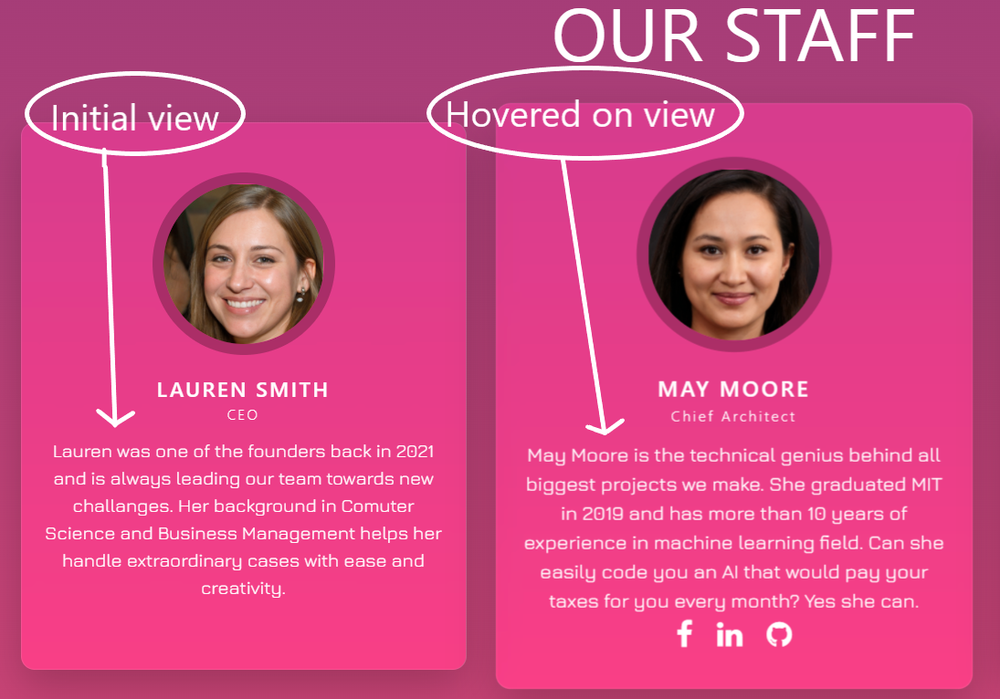 OUR STAFF
Initial view
Hovered on view
LAUREN SMITH
CEO
Lauren was one of the founders back in 2021
and is always leading our team towards new
challanges. Her background in Comuter
Science and Business Management helps her
handle extraordinary cases with ease and
creativity.
MAY MOORE
Chief Architect
May Moore is the technical genius behind all
biggest projects we make. She graduated MIT
in 2019 and has more than 10 years of
experience in machine learning field. Can she
easily code you an AI that would pay your
taxes for you every month? Yes she can.